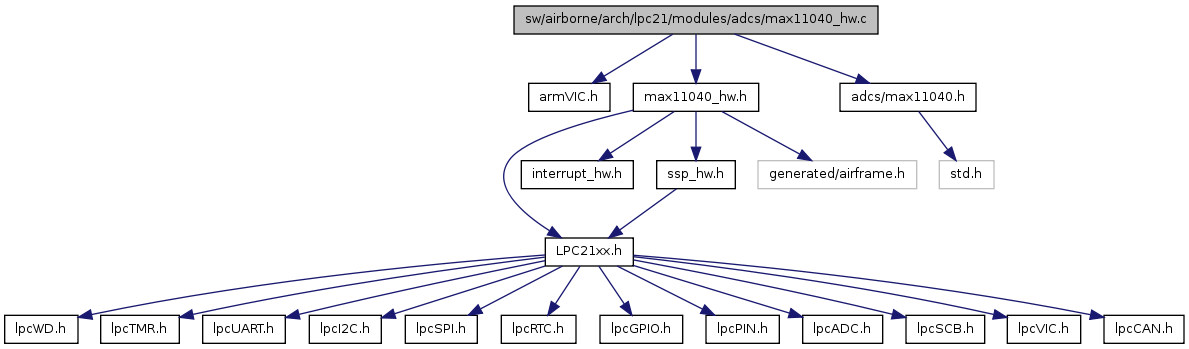 sw/airborne/arch/lpc21/modules/adcs/max11040_hw.c
armVIC.h
max11040_hw.h
adcs/max11040.h
interrupt_hw.h
ssp_hw.h
generated/airframe.h
std.h
LPC21xx.h
lpcWD.h
lpcTMR.h
lpcUART.h
lpcI2C.h
lpcSPI.h
lpcRTC.h
lpcGPIO.h
lpcPIN.h
lpcADC.h
lpcSCB.h
lpcVIC.h
lpcCAN.h